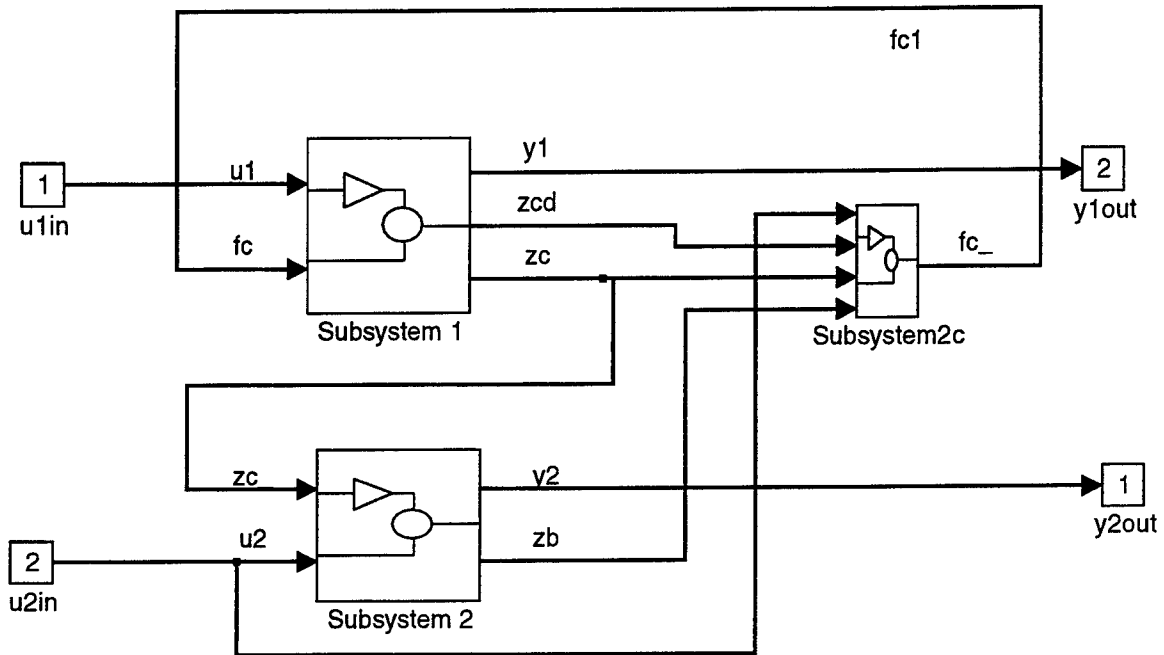 fc1
u1
y1
1
2
u1in
zcd
y1out
fc
zc
fc_
Subsystem 1
Subsystem2c
zc
y2
1
u2
zb
y2out
2
u2in
Subsystem 2